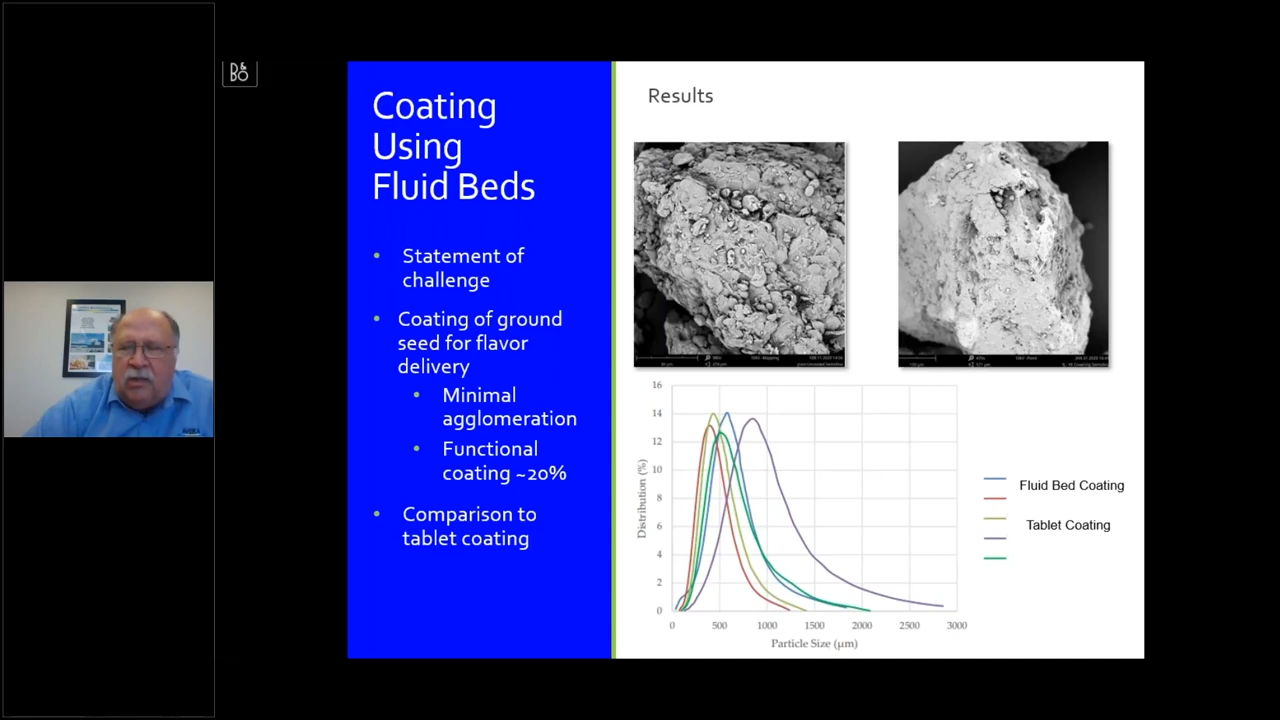 B&
BO
Coating
Using
Fluid Beds
Statement of
challenge
Coating of ground
seed for flavor
delivery
Minimal
agglomeration
Functional
coating ~20%
Comparison to
tablet coating
Results
16
14
12
10
8
6
4
2
0
Distribution (%)
0 500 1000 1500 2000 2500 3000
Particle Size (μm)
Fluid Bed Coating
Tablet Coating